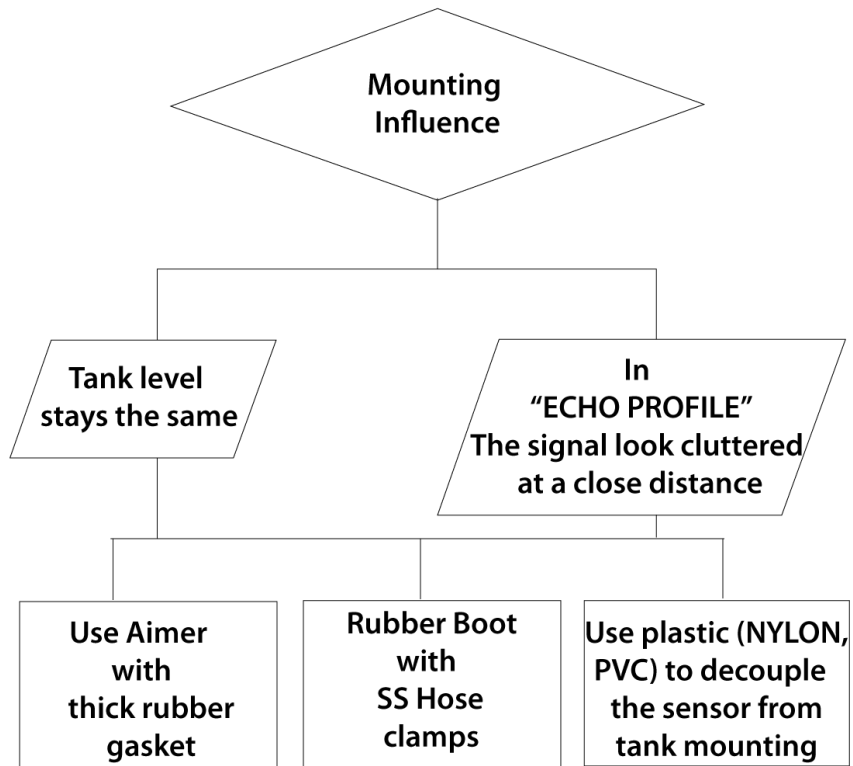 Mounting
Influence
Tank level
stays the same
In
“ECHO PROFILE”
The signal look cluttered
at a close distance
Use Aimer
with
thick rubber
gasket
Rubber Boot
with
SS Hose
clamps
Use plastic (NYLON,
PVC) to decouple
the sensor from
tank mounting